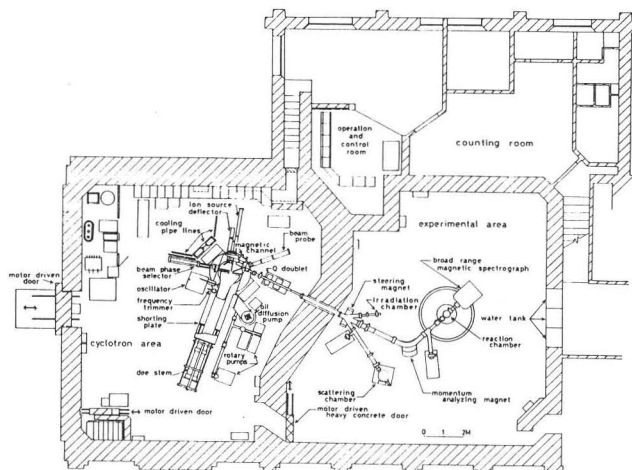 operation
and
control
room
counting room
ion source
deflector
cooling
pipe lines
magnetic channel
beam
probe
experimental area
broad range
magnetic spectrograph
motor driven
door
beam phase
selector
oscillator
frequency
trimmer
shorting
plate
Q doublet
oil
diffusion
pump
steering
magnet
irradiation
chamber
water tank
reaction
chamber
cyclotron area
rotary
pumps
dee stem
scattering
chamber
momentum
analyzing magnet
motor driven door
motor driven
heavy concrete door
0 1 2M